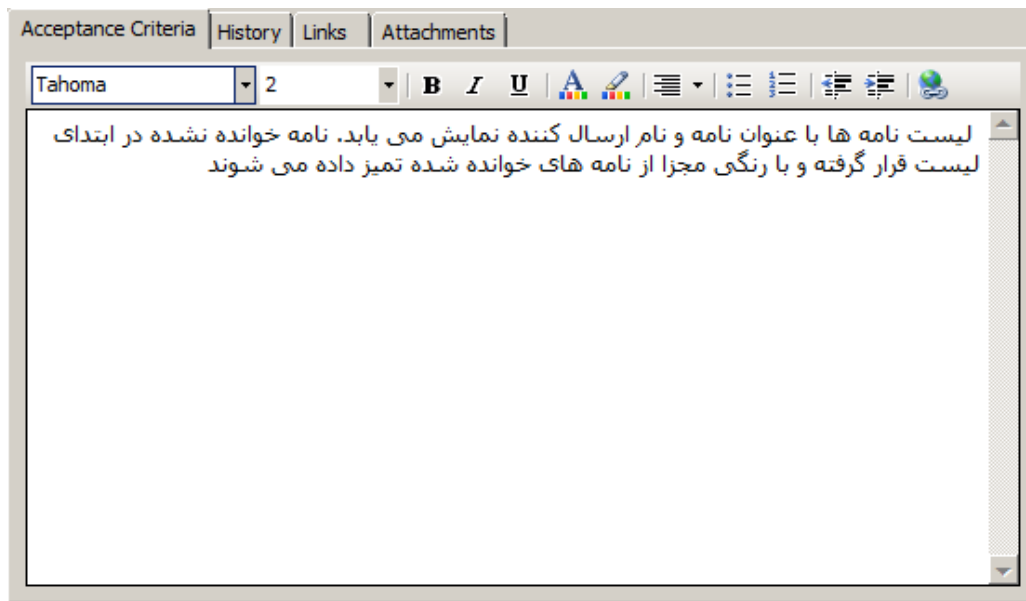 Acceptance Criteria History Links Attachments
Tahoma 2 B I U
لیست نامه ها با عنوان نامه و نام ارسال کننده نمایش می یابد. نامه خوانده نشده در ابتدای
لیست قرار گرفته و با رنگی مجزا از نامه های خوانده شده تمیز داده می شوند